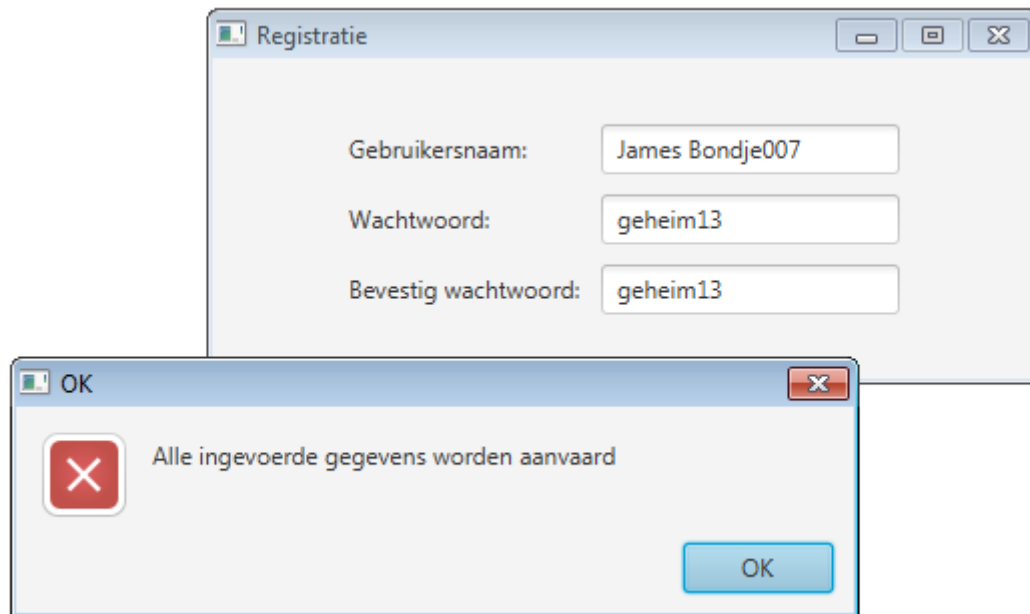 Registratie
Gebruikersnaam: James Bondje007
Wachtwoord: geheim13
Bevestig wachtwoord: geheim13
OK
Alle ingevoerde gegevens worden aanvaard
OK